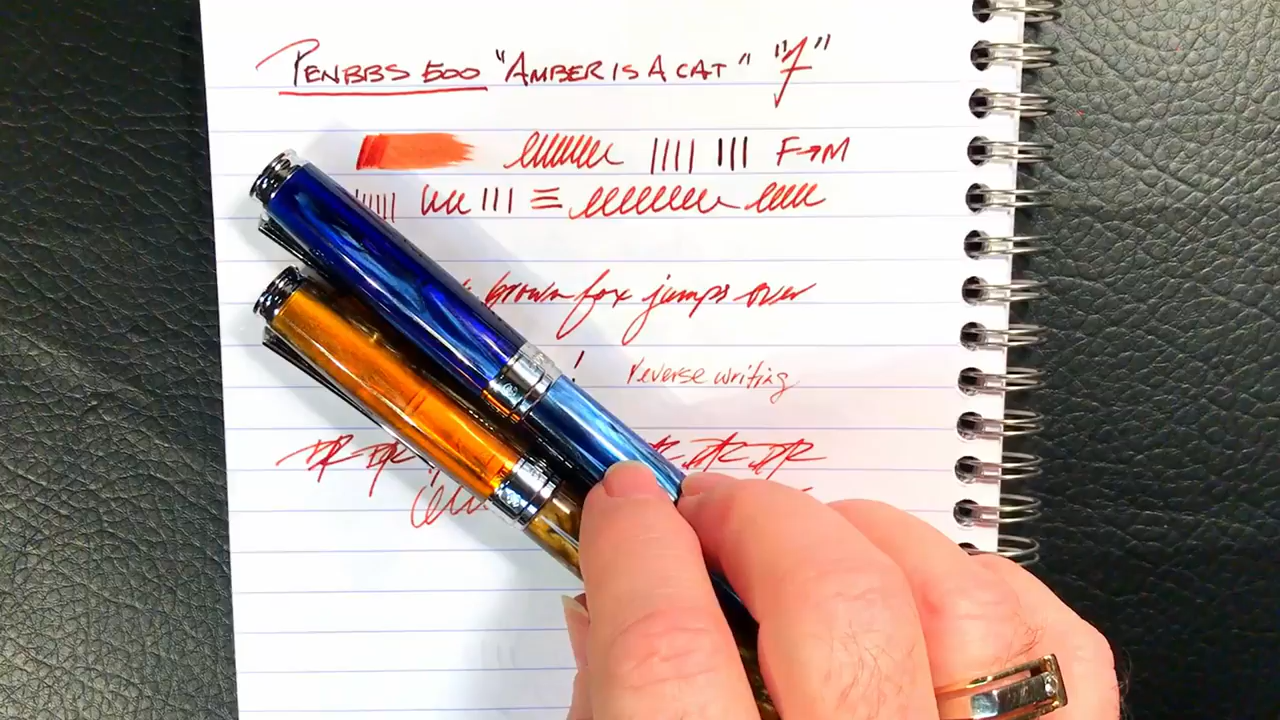 PENBBS 500 "AMBER IS A CAT" "f"
F→M
brown fox jumps over
!
reverse writing